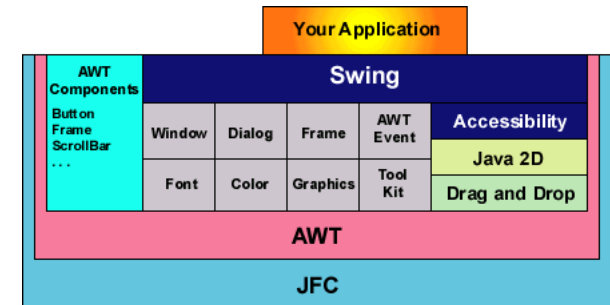 Your Application
AWT
Components
Button
Frame
ScrollBar
...
Swing
Window
Dialog
Frame
AWT
Event
Font
Color
Graphics
Tool
Kit
Accessibility
Java 2D
Drag and Drop
AWT
JFC